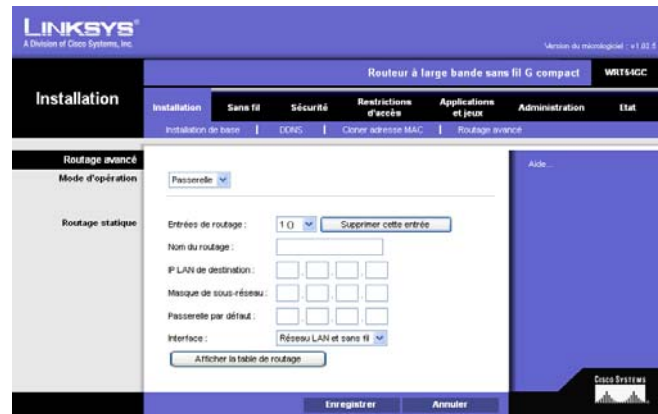 LINKSYS®
A Division of Cisco Systems, Inc.
Version du micrologiciel : v1.02.5
Routeur à large bande sans fil G compact WRT54GC
Installation
Installation Sans fil Sécurité Restrictions d'accès Applications et jeux Administration Etat
Installation de base | DDNS | Cloner adresse MAC | Routage avancé
Routage avancé
Aide...
Mode d'opération Passerelle
Routage statique Entrées de routage : 1 () Supprimer cette entrée
Nom du routage :
IP LAN de destination :
Masque de sous-réseau :
Passerelle par défaut :
Interface : Réseau LAN et sans fil
Afficher la table de routage
Enregistrer Annuler
CISCO SYSTEMS